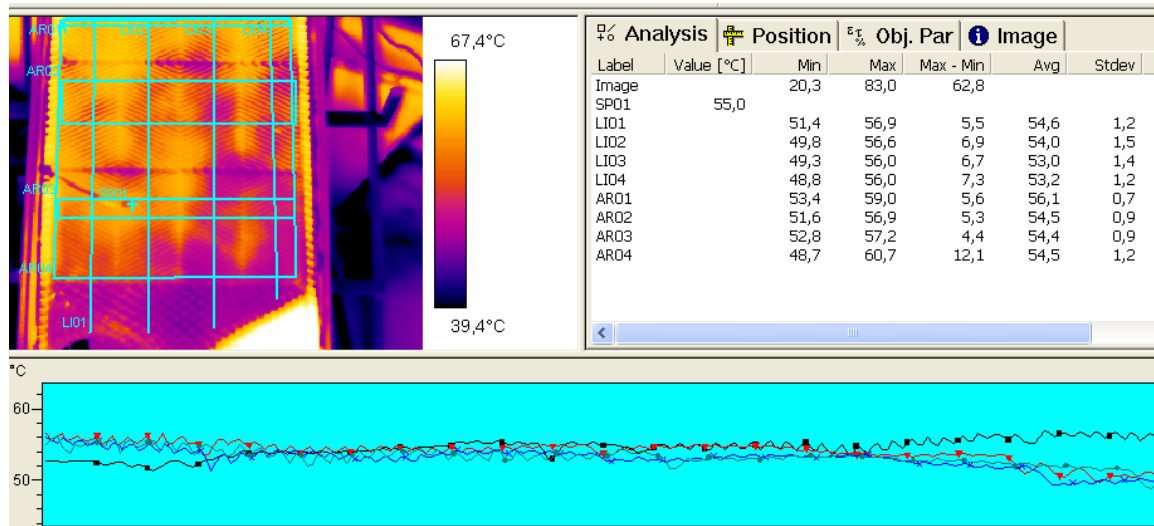 AR01 LI02 LI03 LI04
AR02
AR03
SP01
AR04
LI01
67,4°C
39,4°C
Analysis Position Obj. Par Image
Label Value [°C] Min Max Max - Min Avg Stdev
Image 20,3 83,0 62,8
SP01 55,0
LI01 51,4 56,9 5,5 54,6 1,2
LI02 49,8 56,6 6,9 54,0 1,5
LI03 49,3 56,0 6,7 53,0 1,4
LI04 48,8 56,0 7,3 53,2 1,2
AR01 53,4 59,0 5,6 56,1 0,7
AR02 51,6 56,9 5,3 54,5 0,9
AR03 52,8 57,2 4,4 54,4 0,9
AR04 48,7 60,7 12,1 54,5 1,2
°C
60
50